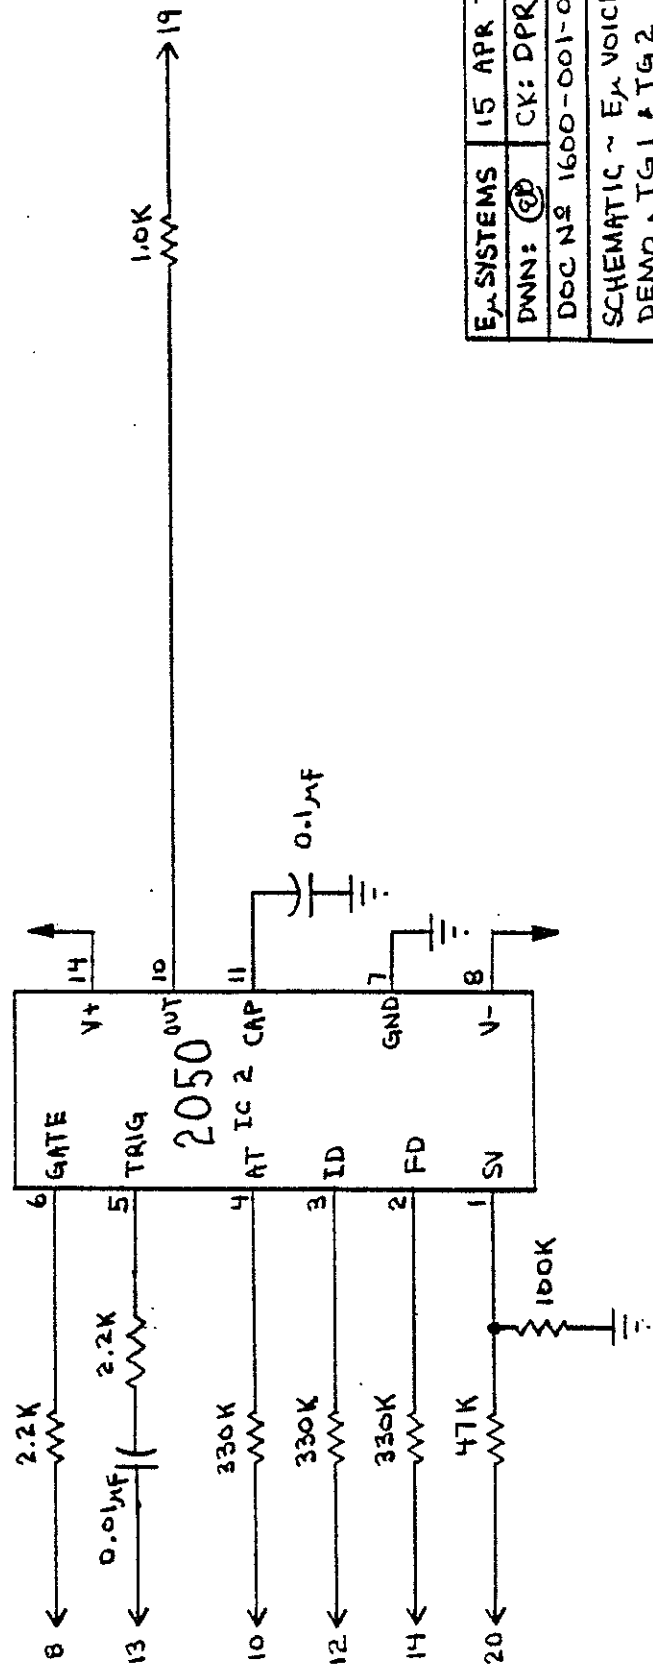 8
2.2K
6
GATE
13
0.01µF
2.2K
5
TRIG
10
330K
4
AT
12
330K
3
ID
14
330K
2
FD
20
47K
1
SV
100K
2050
IC 2
V+
14
OUT
10
1.0K
19
CAP
11
0.1µF
GND
7
V-
8
Eµ SYSTEMS
15 APR
DWN:
CK: DPR
DOC Nº 1600-001-0
SCHEMATIC ~ Eµ VOIC
DEMO, TG1 & TG2